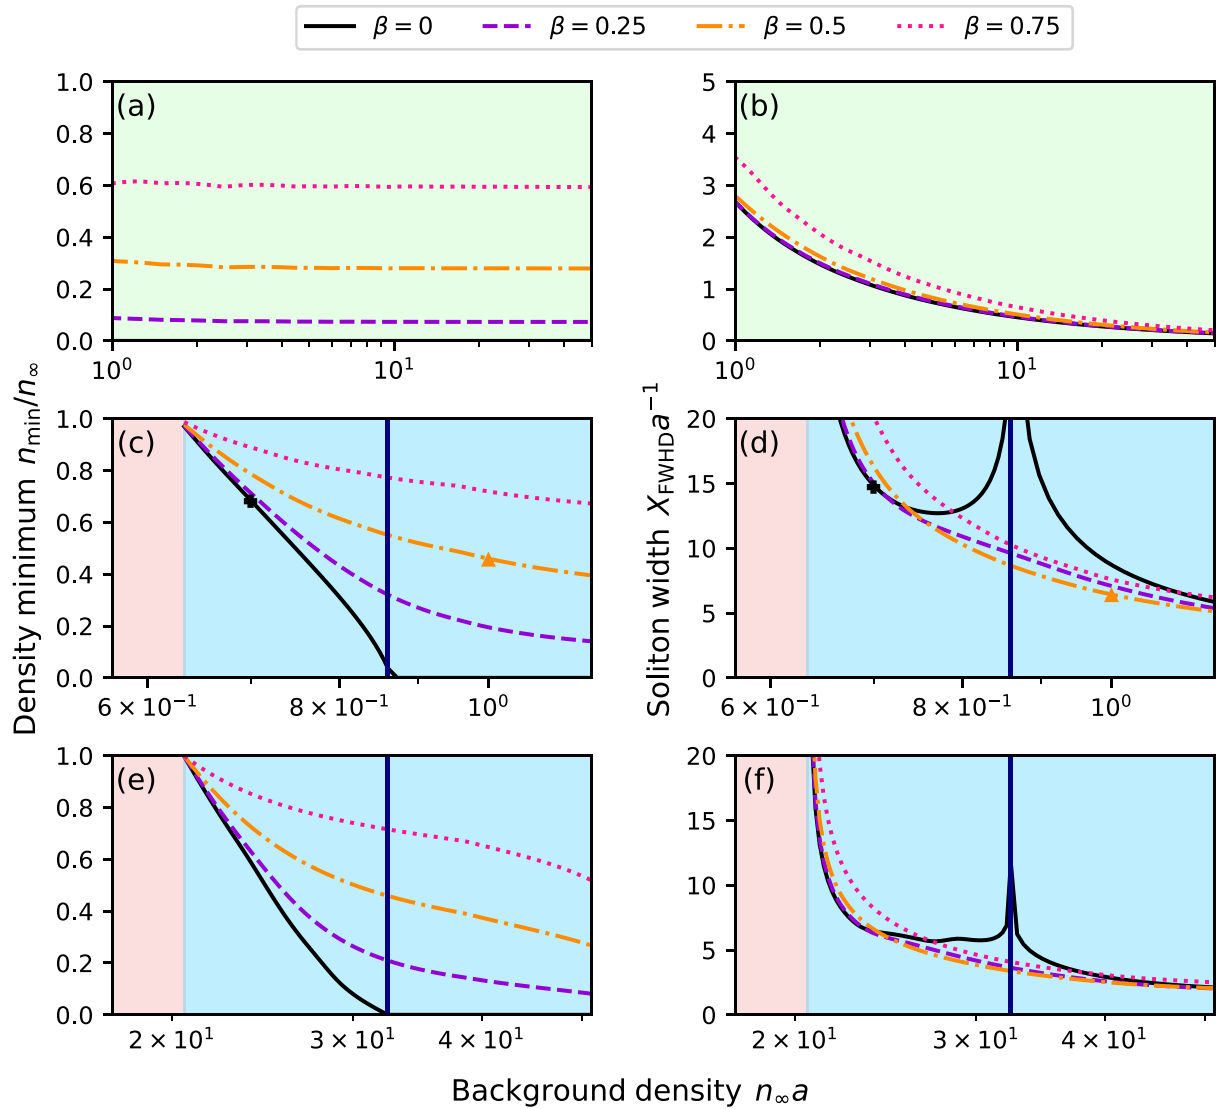 β = 0 β = 0.25 β = 0.5 β = 0.75
(a)
1.0
0.8
0.6
0.4
0.2
0.0
10⁰ 10¹
(b)
5
4
3
2
1
0
10⁰ 10¹
(c)
1.0
0.8
0.6
0.4
0.2
0.0
6 × 10⁻¹ 8 × 10⁻¹ 10⁰
(d)
20
15
10
5
0
6 × 10⁻¹ 8 × 10⁻¹ 10⁰
(e)
1.0
0.8
0.6
0.4
0.2
0.0
2 × 10¹ 3 × 10¹ 4 × 10¹
(f)
20
15
10
5
0
2 × 10¹ 3 × 10¹ 4 × 10¹
Density minimum n_min/n_∞
Soliton width X_FWHD a⁻¹
Background density n_∞a